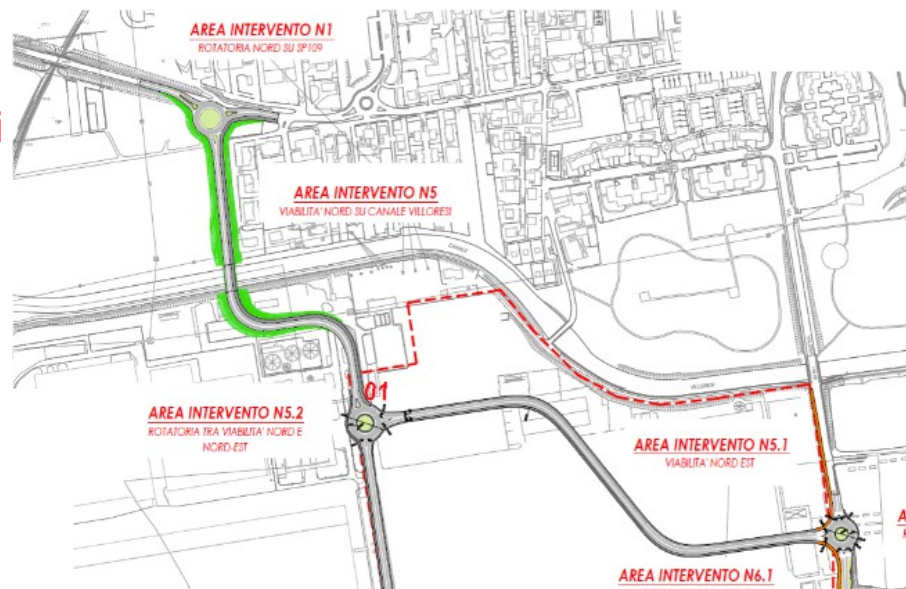 AREA INTERVENTO N1
ROTATORIA NORD SU SP109
AREA INTERVENTO N5
VIABILITA' NORD SU CANALE VILLORESI
01
AREA INTERVENTO N5.2
ROTATORIA TRA VIABILITA' NORD E
NORD-EST
VILLORESI
AREA INTERVENTO N5.1
VIABILITA' NORD EST
AREA INTERVENTO N6.1